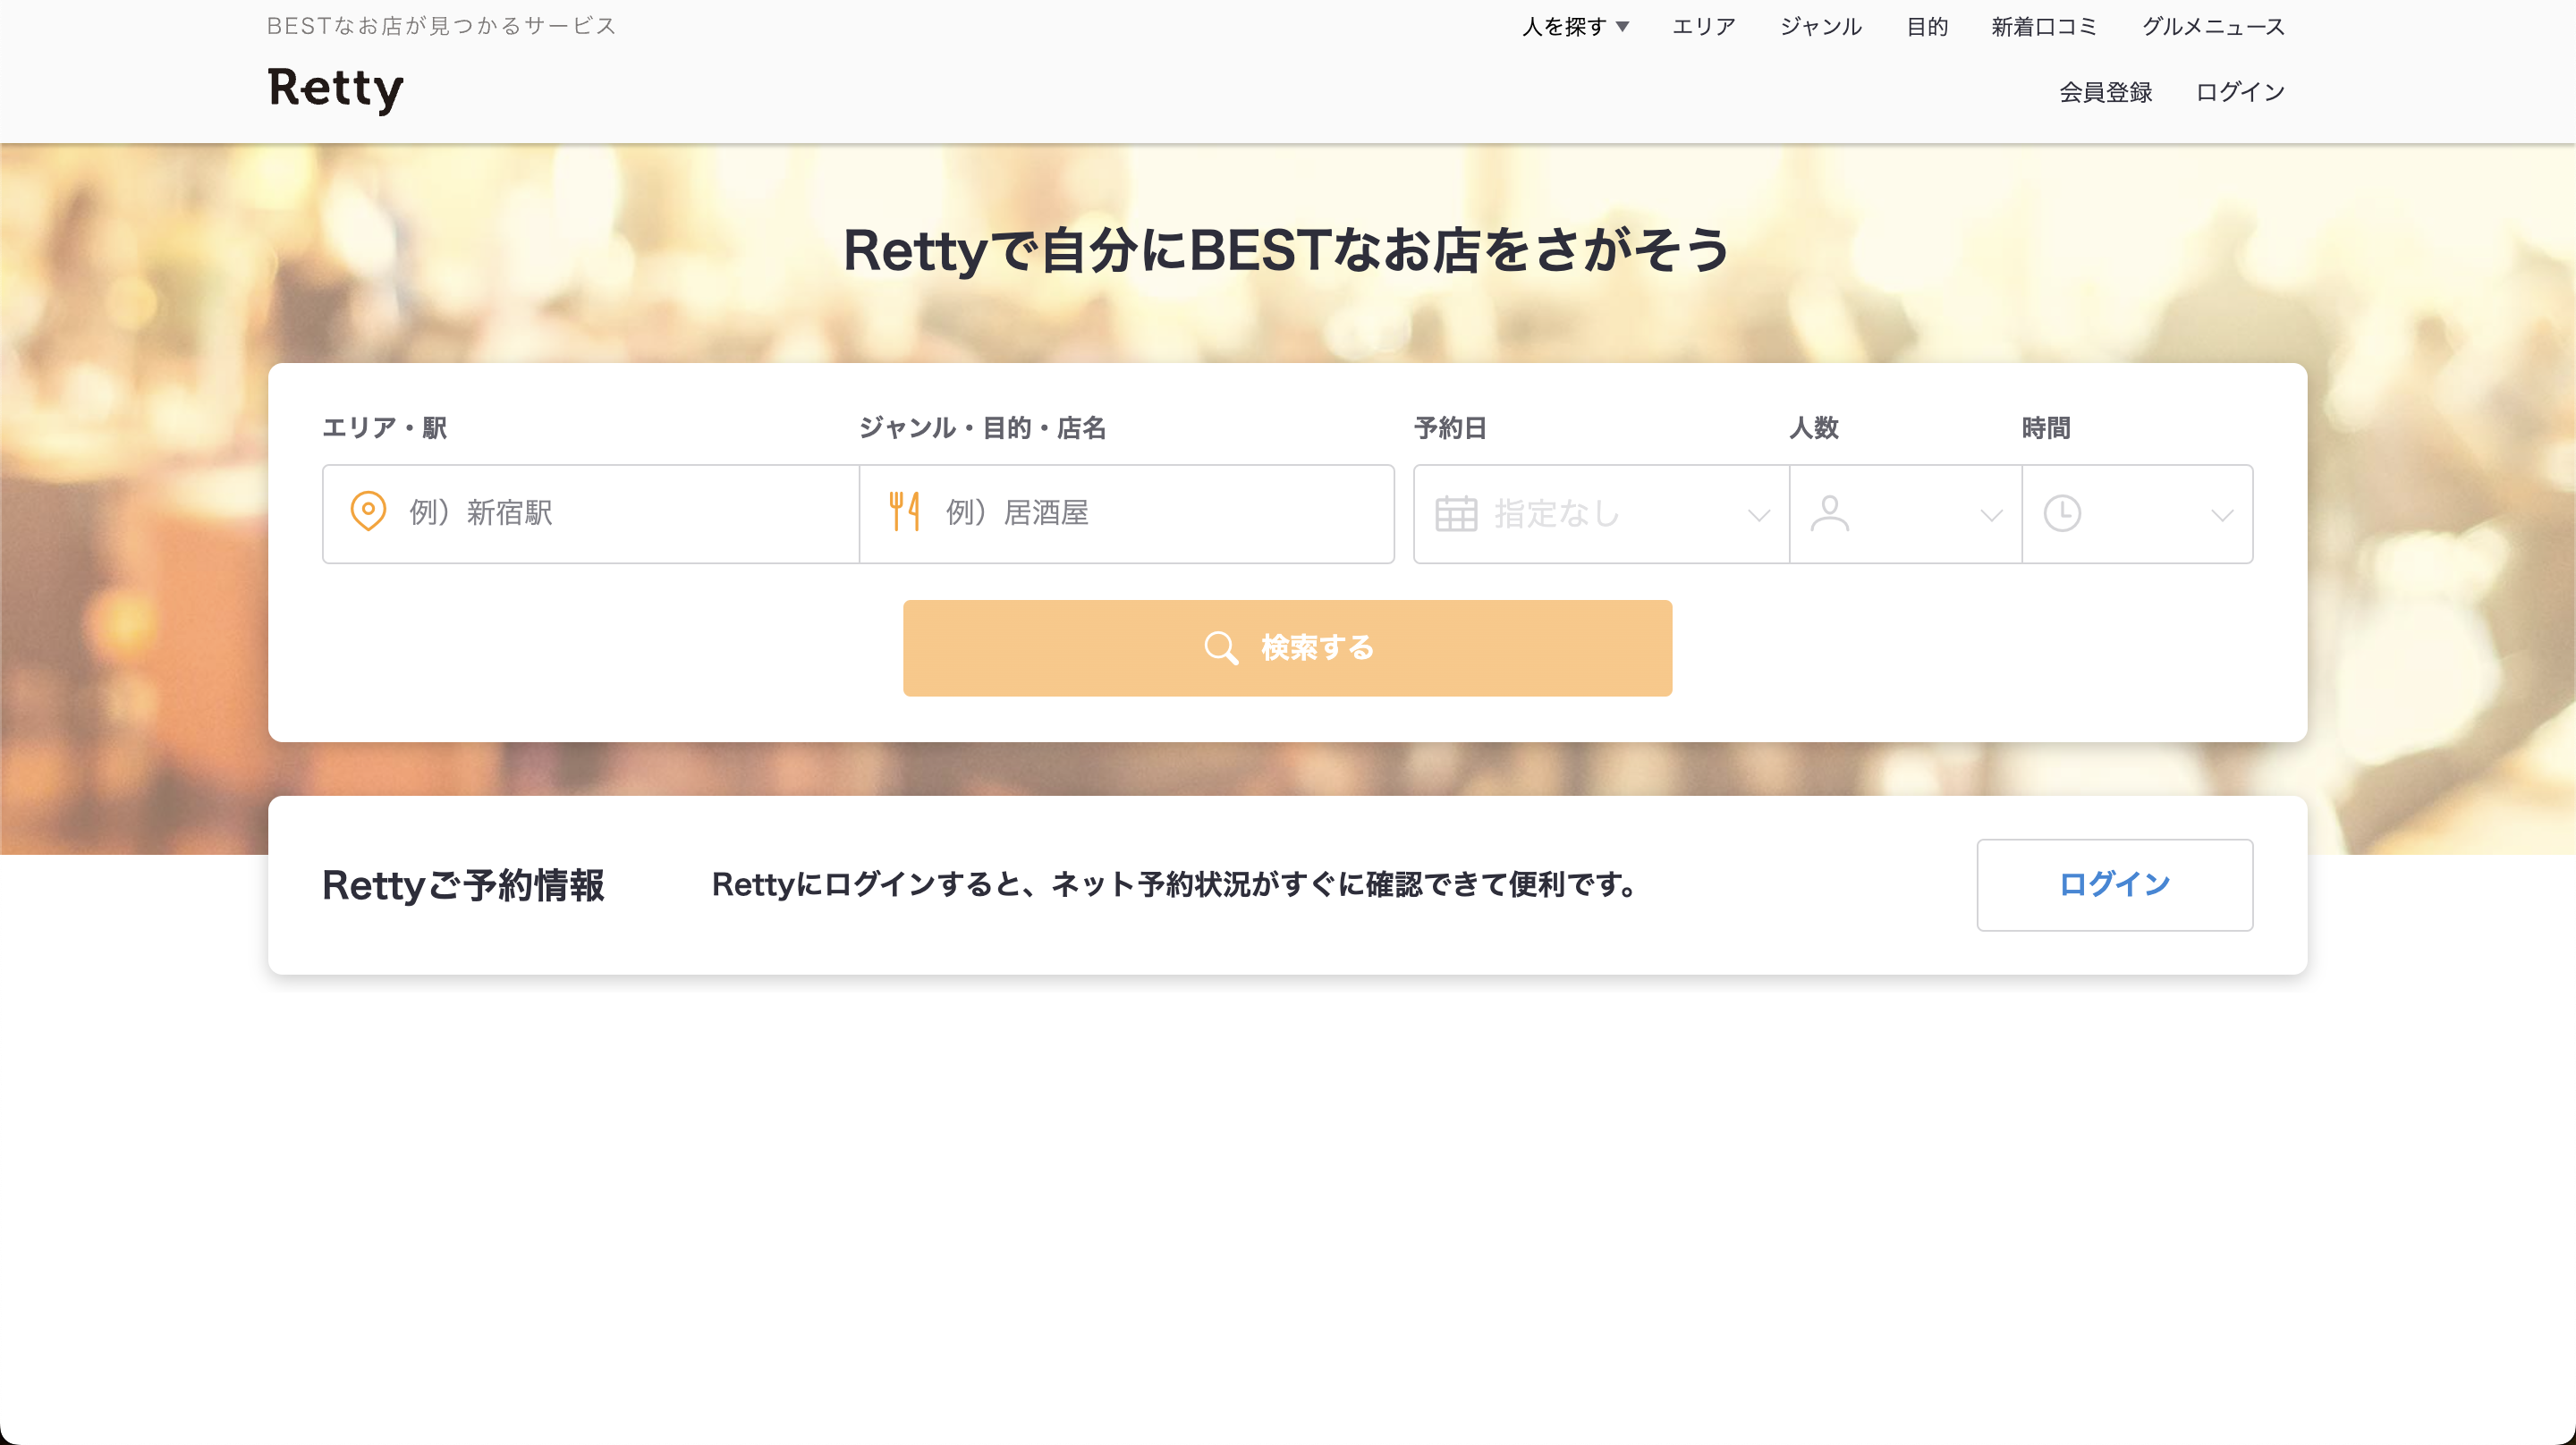 BESTなお店が見つかるサービス
人を探す ▼ エリア ジャンル 目的 新着口コミ グルメニュース
Retty
会員登録 ログイン
Rettyで自分にBESTなお店をさがそう
エリア・駅 ジャンル・目的・店名 予約日 人数 時間
例）新宿駅 例）居酒屋 指定なし
検索する
Rettyご予約情報 Rettyにログインすると、ネット予約状況がすぐに確認できて便利です。 ログイン